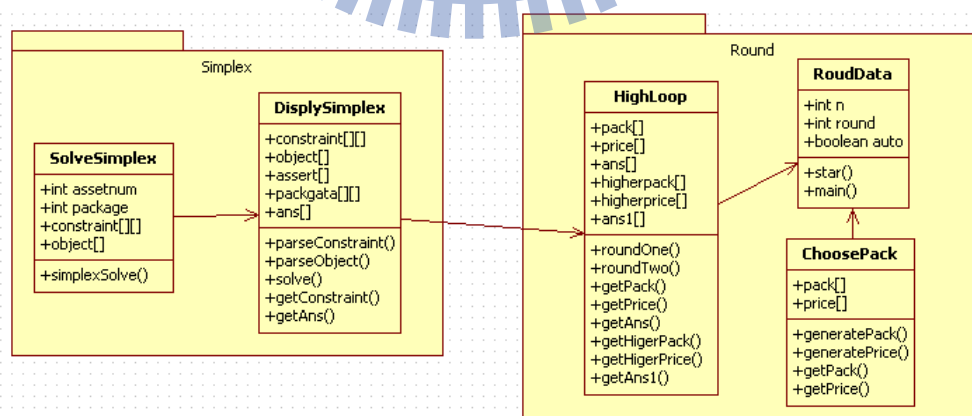 Simplex
SolveSimplex
+int assetnum
+int package
+constraint[][]
+object[]
+simplexSolve()
DisplySimplex
+constraint[][]
+object[]
+assert[]
+packgata[][]
+ans[]
+parseConstraint()
+parseObject()
+solve()
+getConstraint()
+getAns()
Round
HighLoop
+pack[]
+price[]
+ans[]
+higherpack[]
+higherprice[]
+ans1[]
+roundOne()
+roundTwo()
+getPack()
+getPrice()
+getAns()
+getHigerPack()
+getHigerPrice()
+getAns1()
RoudData
+int n
+int round
+boolean auto
+star()
+main()
ChoosePack
+pack[]
+price[]
+generatePack()
+generatePrice()
+getPack()
+getPrice()